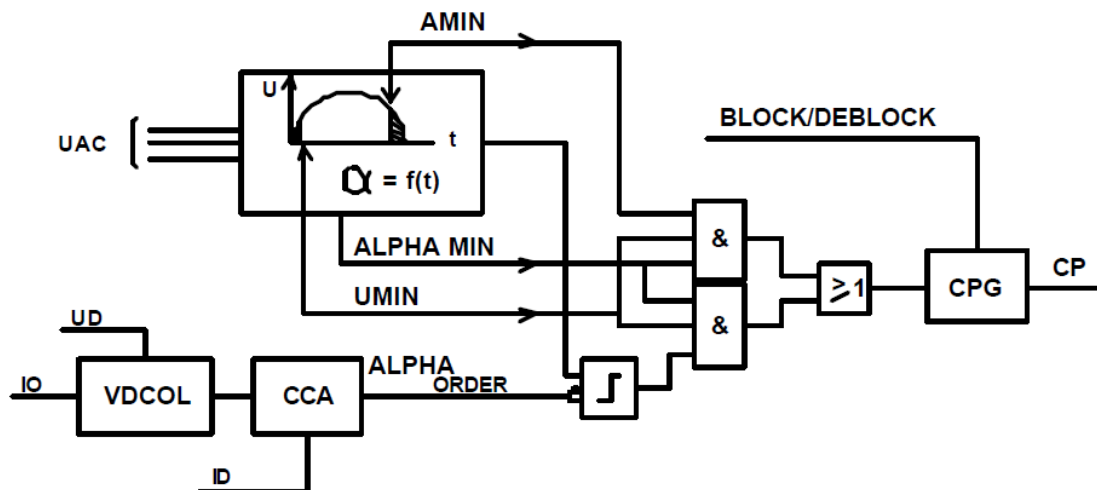 AMIN
U
UAC
t
α = f(t)
BLOCK/DEBLOCK
&
ALPHA MIN
CP
≥1
CPG
UMIN
&
UD
ALPHA
IO
VDCOL
CCA
ORDER
ID